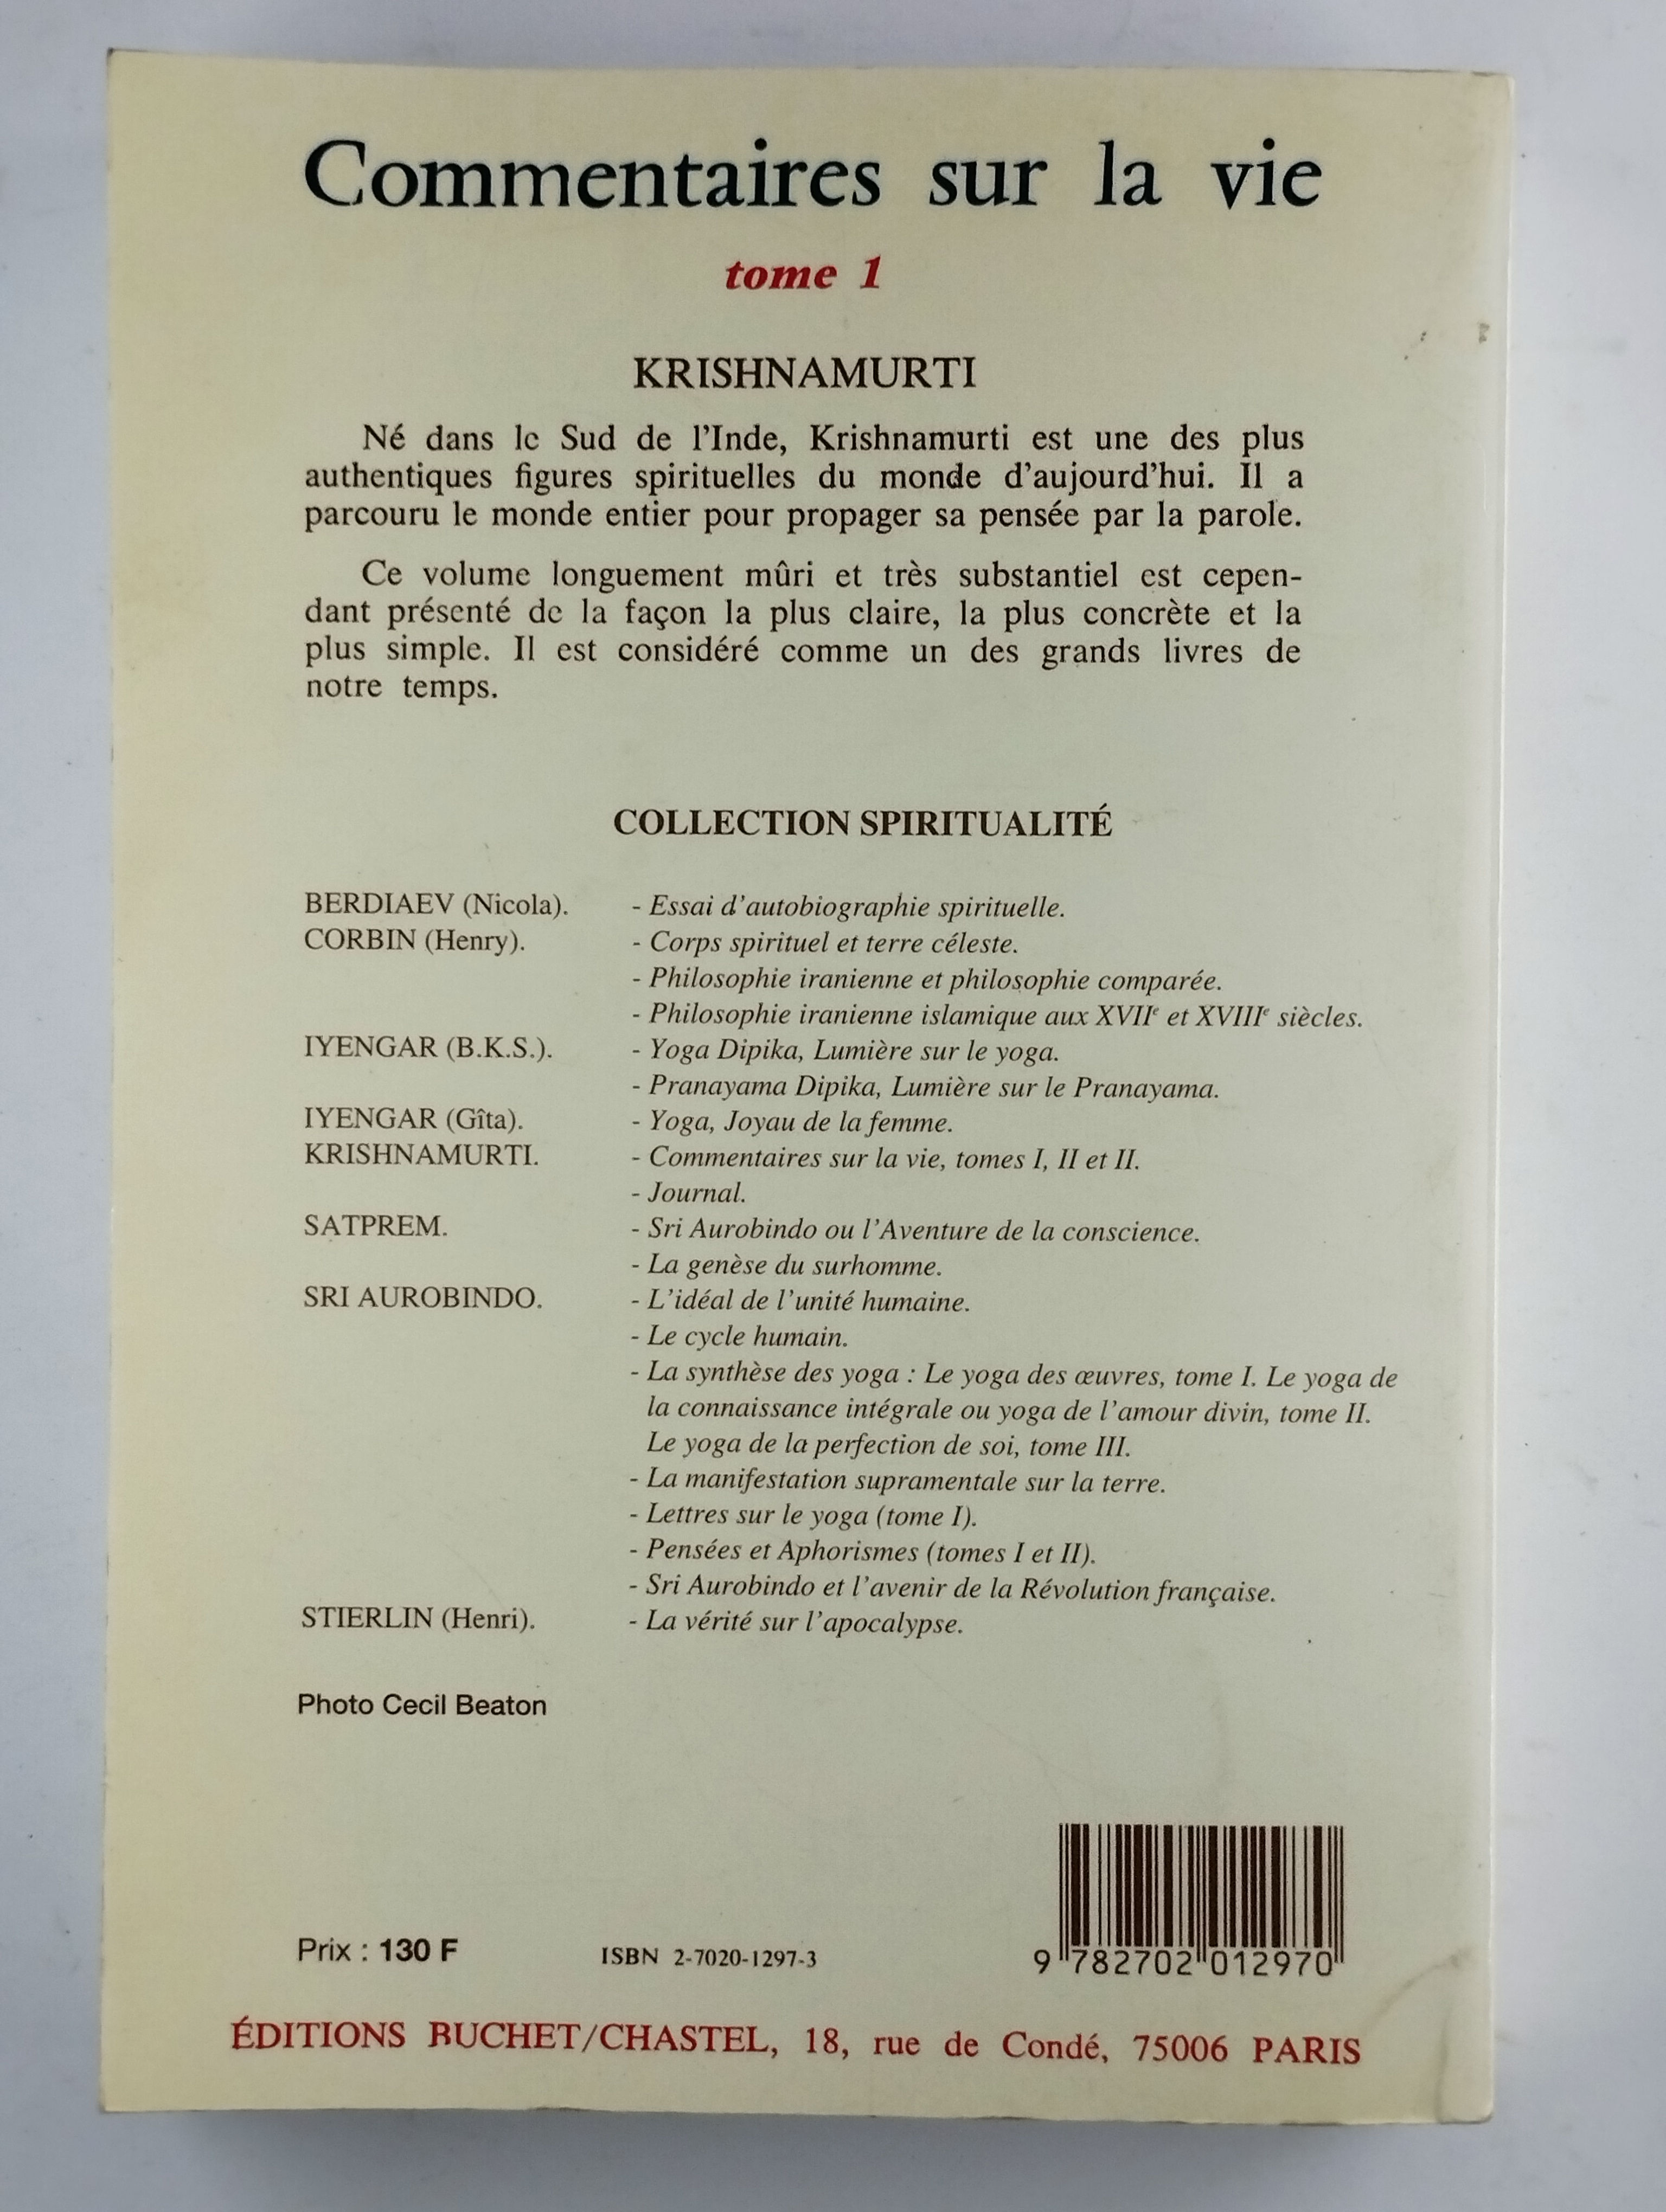 Commentaires sur la vie
tome 1
KRISHNAMURTI
Né dans le Sud de l'Inde, Krishnamurti est une des plus
authentiques figures spirituelles du monde d'aujourd'hui. Il a
parcouru le monde entier pour propager sa pensée par la parole.
Ce volume longuement mûri et très substantiel est cepen-
dant présenté de la façon la plus claire, la plus concrète et la
plus simple. Il est considéré comme un des grands livres de
notre temps.
COLLECTION SPIRITUALITÉ
BERDIAEV (Nicola). - Essai d'autobiographie spirituelle.
CORBIN (Henry). - Corps spirituel et terre céleste.
- Philosophie iranienne et philosophie comparée.
- Philosophie iranienne islamique aux XVIIe et XVIIIe siècles.
IYENGAR (B.K.S.). - Yoga Dipika, Lumière sur le yoga.
- Pranayama Dipika, Lumière sur le Pranayama.
IYENGAR (Gîta). - Yoga, Joyau de la femme.
KRISHNAMURTI. - Commentaires sur la vie, tomes I, II et II.
- Journal.
SATPREM. - Sri Aurobindo ou l'Aventure de la conscience.
- La genèse du surhomme.
SRI AUROBINDO. - L'idéal de l'unité humaine.
- Le cycle humain.
- La synthèse des yoga : Le yoga des œuvres, tome I. Le yoga de
la connaissance intégrale ou yoga de l'amour divin, tome II.
Le yoga de la perfection de soi, tome III.
- La manifestation supramentale sur la terre.
- Lettres sur le yoga (tome I).
- Pensées et Aphorismes (tomes I et II).
- Sri Aurobindo et l'avenir de la Révolution française.
STIERLIN (Henri). - La vérité sur l'apocalypse.
Photo Cecil Beaton
Prix : 130 F
ISBN 2-7020-1297-3
9 782702 012970
ÉDITIONS BUCHET/CHASTEL, 18, rue de Condé, 75006 PARIS